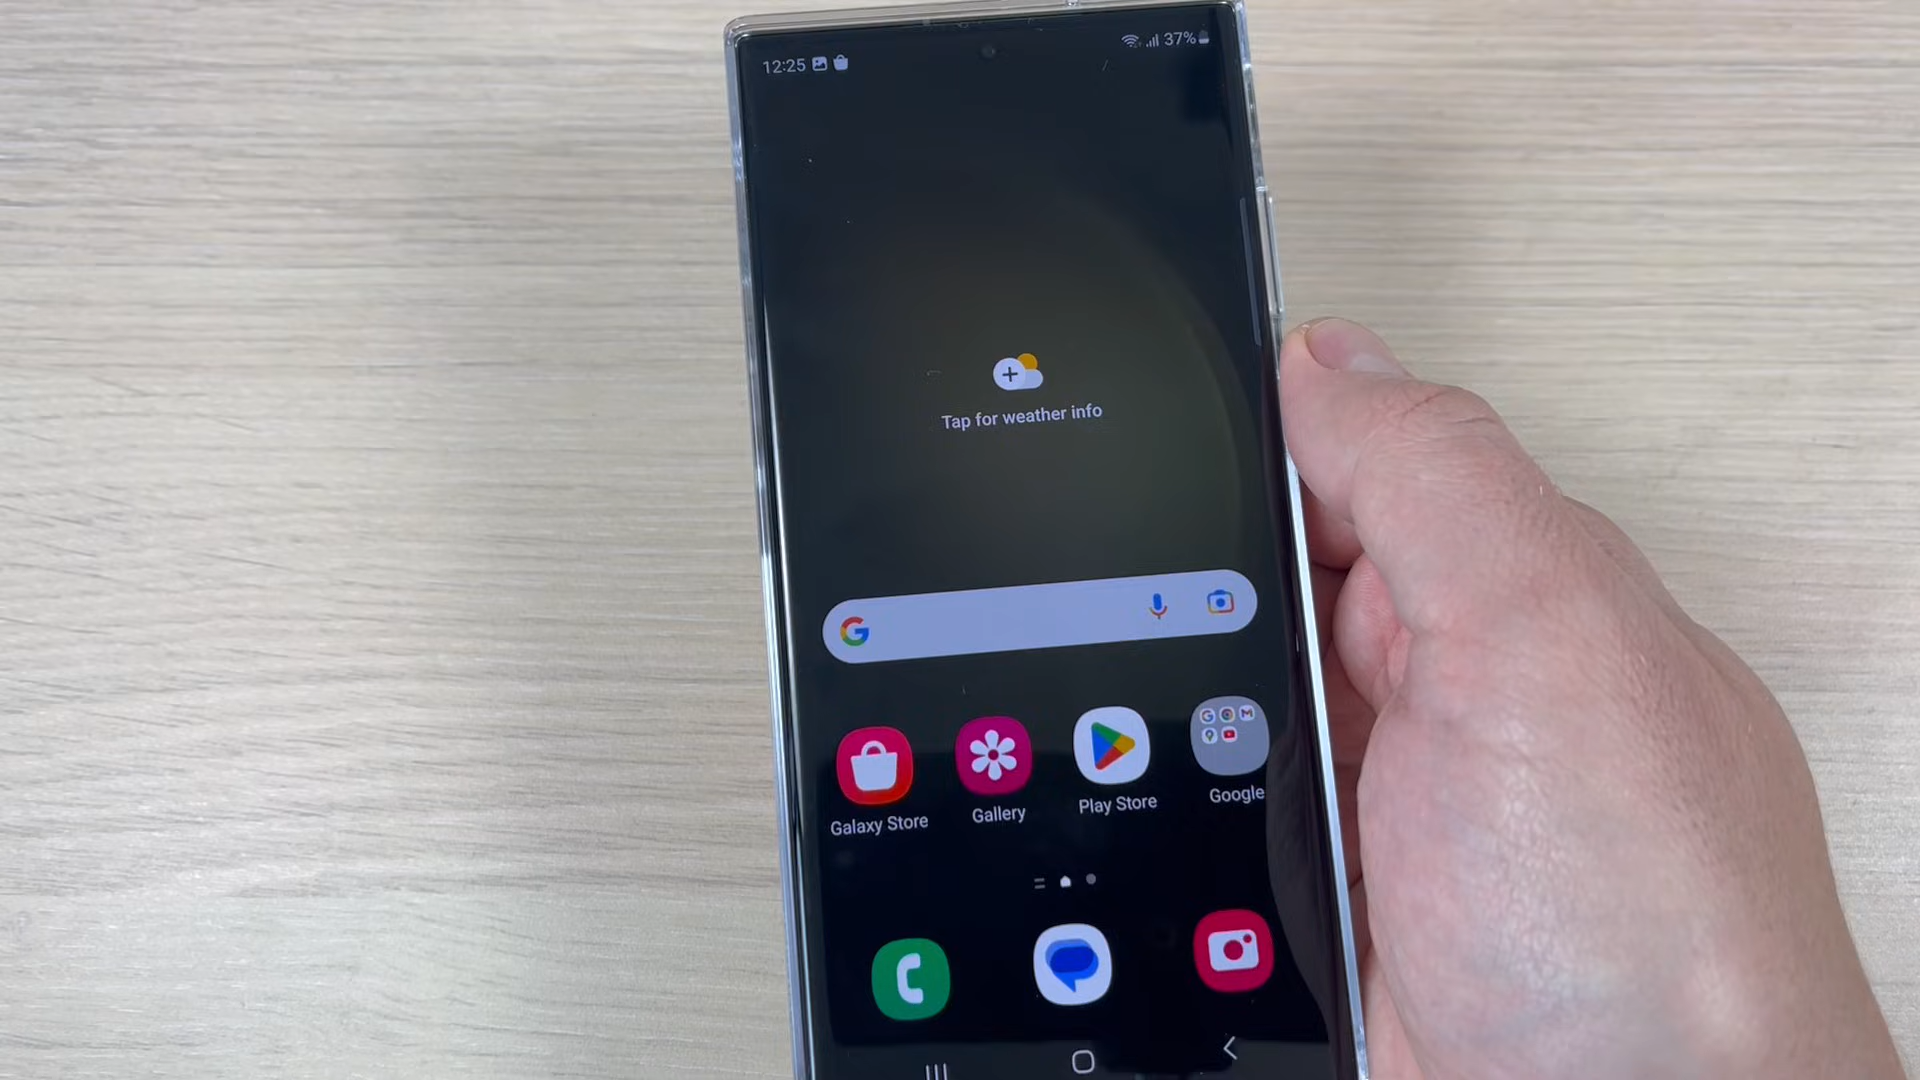 12:25
37%
Tap for weather info
G
Galaxy Store
Gallery
Play Store
Google